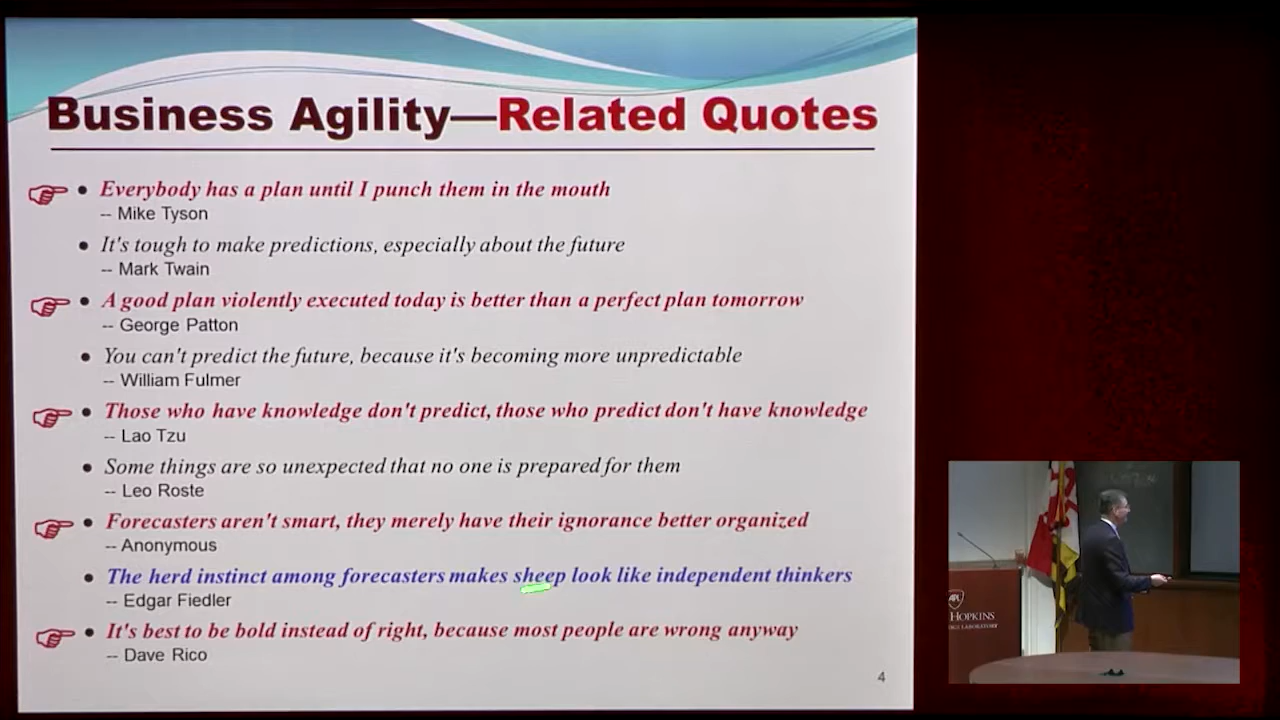 Business Agility—Related Quotes
• Everybody has a plan until I punch them in the mouth
-- Mike Tyson
• It's tough to make predictions, especially about the future
-- Mark Twain
• A good plan violently executed today is better than a perfect plan tomorrow
-- George Patton
• You can't predict the future, because it's becoming more unpredictable
-- William Fulmer
• Those who have knowledge don't predict, those who predict don't have knowledge
-- Lao Tzu
• Some things are so unexpected that no one is prepared for them
-- Leo Roste
• Forecasters aren't smart, they merely have their ignorance better organized
-- Anonymous
• The herd instinct among forecasters makes sheep look like independent thinkers
-- Edgar Fiedler
• It's best to be bold instead of right, because most people are wrong anyway
-- Dave Rico
4
APL
HOPKINS